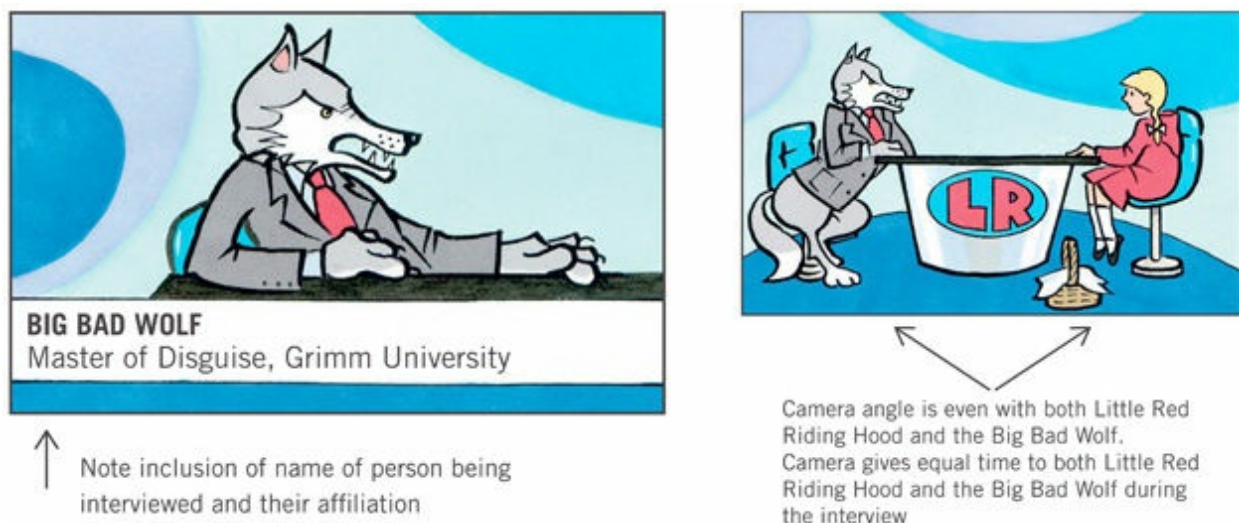 BIG BAD WOLF
Master of Disguise, Grimm University
Note inclusion of name of person being
interviewed and their affiliation
LR
Camera angle is even with both Little Red
Riding Hood and the Big Bad Wolf.
Camera gives equal time to both Little Red
Riding Hood and the Big Bad Wolf during
the interview